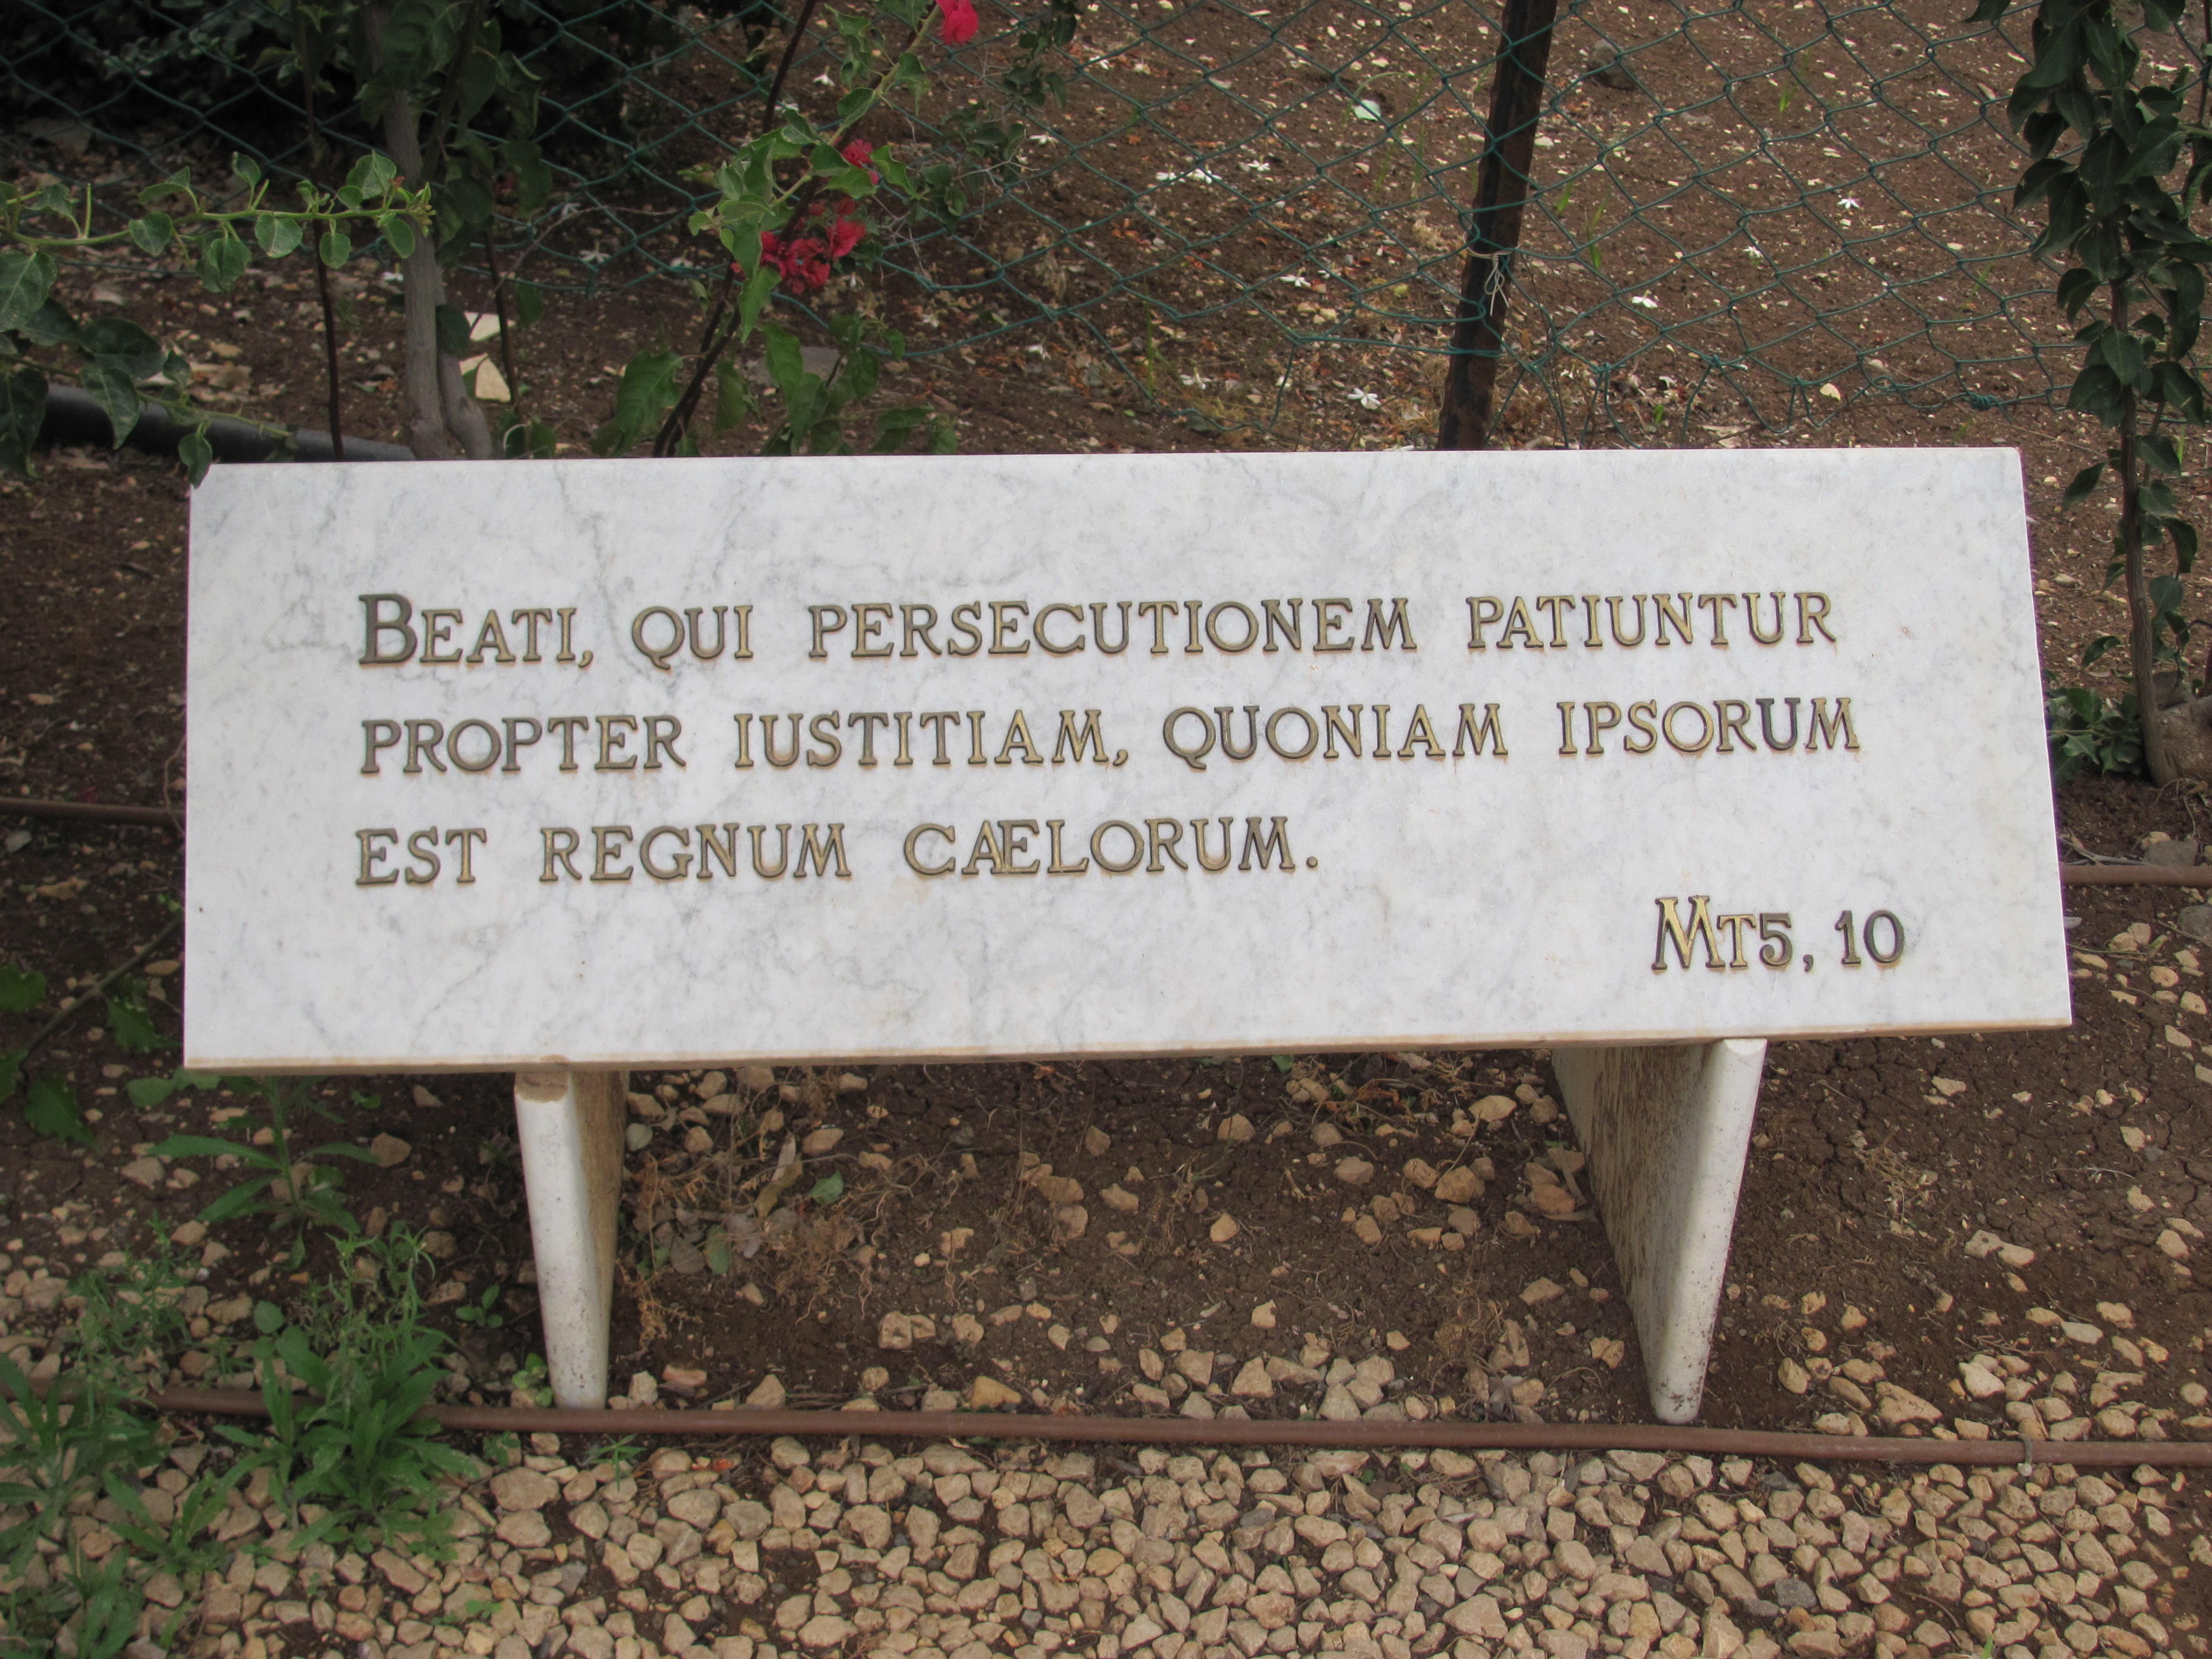 BEATI, QUI PERSECUTIONEM PATIUNTUR
PROPTER IUSTITIAM, QUONIAM IPSORUM
EST REGNUM CÆLORUM.
MT5, 10